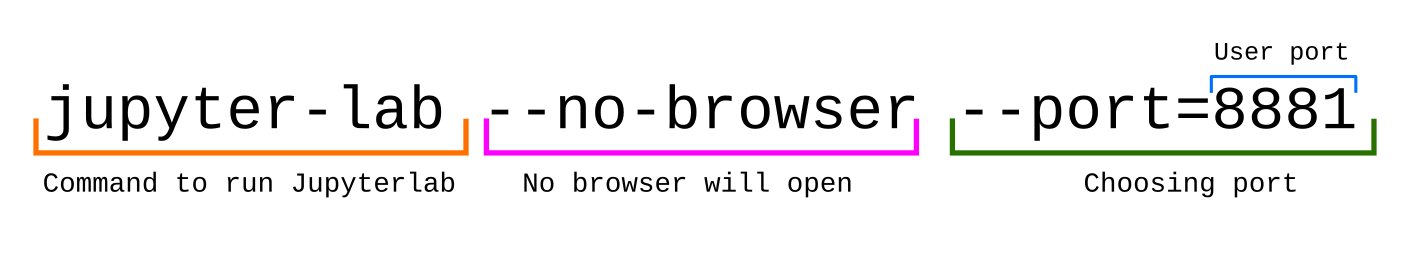 User port
jupyter-lab --no-browser --port=8881
Command to run Jupyterlab No browser will open Choosing port